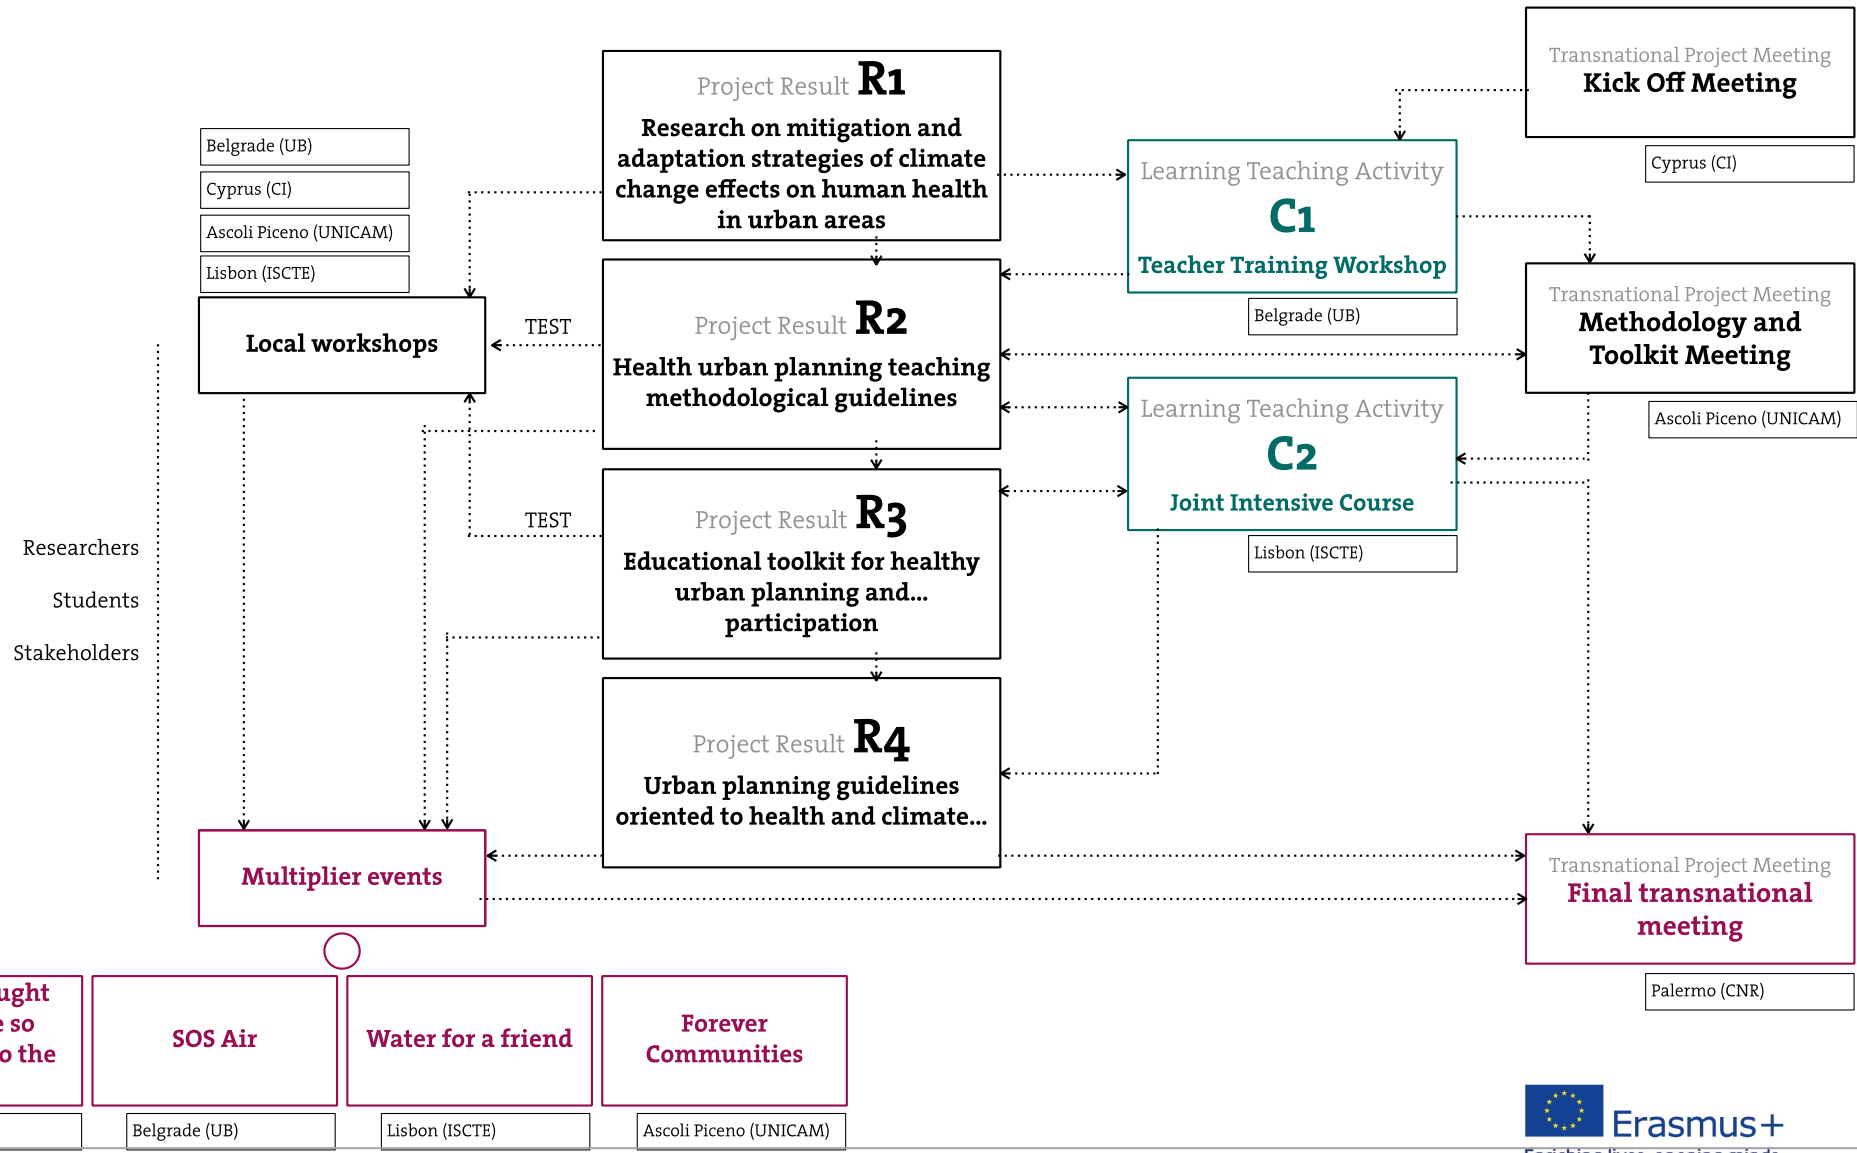 Transnational Project Meeting
Kick Off Meeting
Cyprus (CI)
Project Result R1
Research on mitigation and
adaptation strategies of climate
change effects on human health
in urban areas
Belgrade (UB)
Cyprus (CI)
Ascoli Piceno (UNICAM)
Lisbon (ISCTE)
Local workshops
Learning Teaching Activity
C1
Teacher Training Workshop
Belgrade (UB)
Project Result R2
Health urban planning teaching
methodological guidelines
TEST
Transnational Project Meeting
Methodology and
Toolkit Meeting
Ascoli Piceno (UNICAM)
Learning Teaching Activity
C2
Joint Intensive Course
Lisbon (ISCTE)
TEST
Project Result R3
Educational toolkit for healthy
urban planning and...
participation
Researchers
Students
Stakeholders
Project Result R4
Urban planning guidelines
oriented to health and climate...
Multiplier events
Transnational Project Meeting
Final transnational
meeting
Palermo (CNR)
ught
e so
o the
SOS Air
Water for a friend
Forever
Communities
Belgrade (UB)
Lisbon (ISCTE)
Ascoli Piceno (UNICAM)
Erasmus+